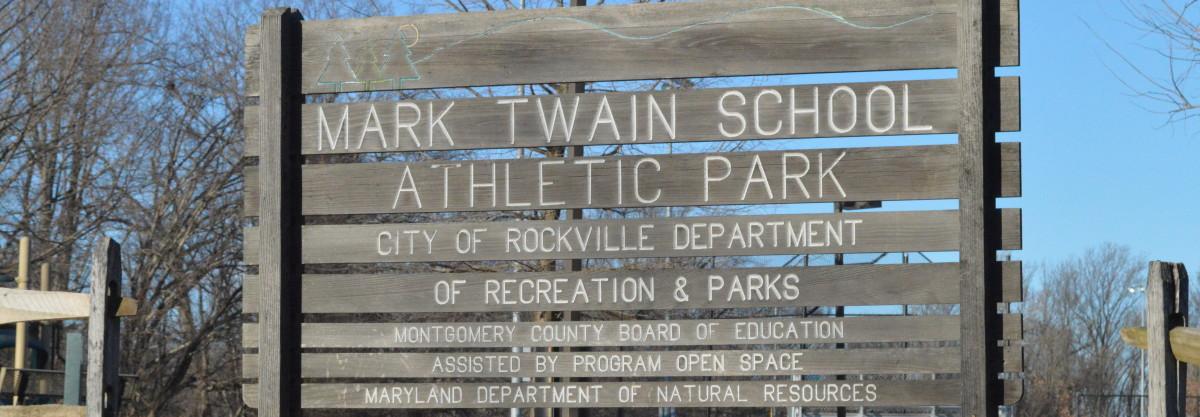 MARK TWAIN SCHOOL
ATHLETIC PARK
CITY OF ROCKVILLE DEPARTMENT
OF RECREATION & PARKS
MONTGOMERY COUNTY BOARD OF EDUCATION
ASSISTED BY PROGRAM OPEN SPACE
MARYLAND DEPARTMENT OF NATURAL RESOURCES